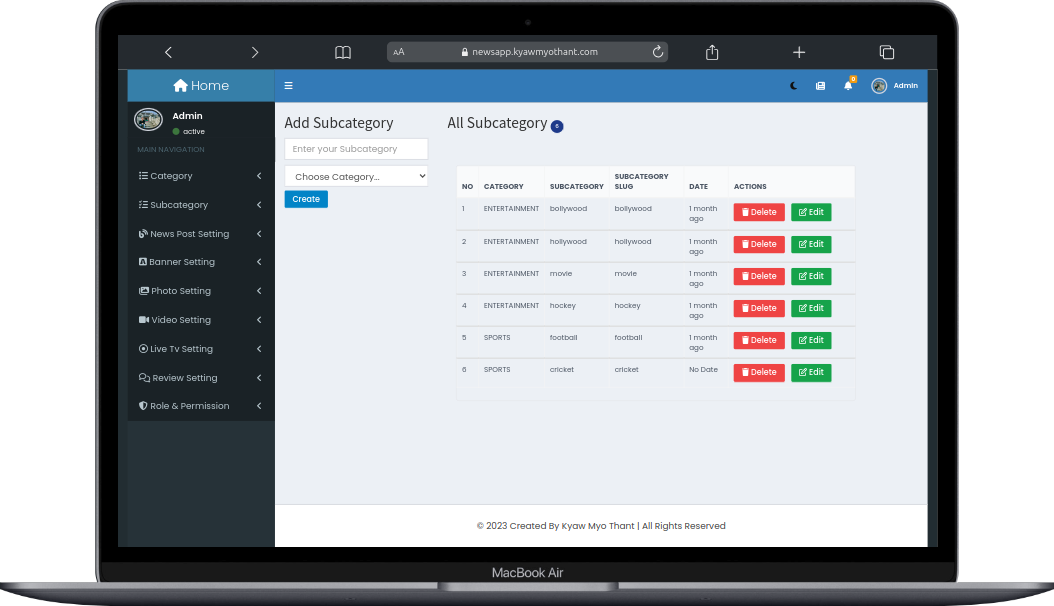 AA newsapp.kyawmyothant.com
Home
6 Admin
Admin
active
MAIN NAVIGATION
Category
Subcategory
News Post Setting
Banner Setting
Photo Setting
Video Setting
Live Tv Setting
Review Setting
Role & Permission
Add Subcategory
Enter your Subcategory
Choose Category...
Create
All Subcategory 6
NO CATEGORY SUBCATEGORY SUBCATEGORY SLUG DATE ACTIONS
1 ENTERTAINMENT bollywood bollywood 1 month ago Delete Edit
2 ENTERTAINMENT hollywood hollywood 1 month ago Delete Edit
3 ENTERTAINMENT movie movie 1 month ago Delete Edit
4 ENTERTAINMENT hockey hockey 1 month ago Delete Edit
5 SPORTS football football 1 month ago Delete Edit
6 SPORTS cricket cricket No Date Delete Edit
© 2023 Created By Kyaw Myo Thant | All Rights Reserved
MacBook Air